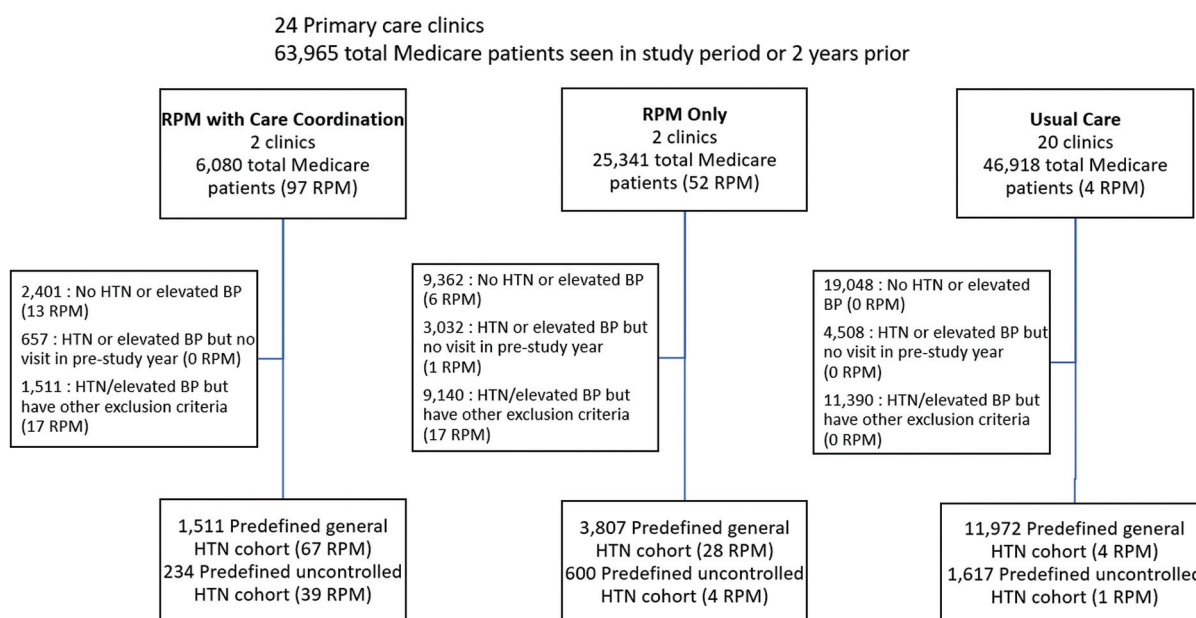 24 Primary care clinics
63,965 total Medicare patients seen in study period or 2 years prior
RPM with Care Coordination
2 clinics
6,080 total Medicare
patients (97 RPM)
RPM Only
2 clinics
25,341 total Medicare
patients (52 RPM)
Usual Care
20 clinics
46,918 total Medicare
patients (4 RPM)
2,401 : No HTN or elevated BP
(13 RPM)
657 : HTN or elevated BP but no
visit in pre-study year (0 RPM)
1,511 : HTN/elevated BP but
have other exclusion criteria
(17 RPM)
9,362 : No HTN or elevated BP
(6 RPM)
3,032 : HTN or elevated BP but
no visit in pre-study year
(1 RPM)
9,140 : HTN/elevated BP but
have other exclusion criteria
(17 RPM)
19,048 : No HTN or elevated
BP (0 RPM)
4,508 : HTN or elevated BP but
no visit in pre-study year
(0 RPM)
11,390 : HTN/elevated BP but
have other exclusion criteria
(0 RPM)
1,511 Predefined general
HTN cohort (67 RPM)
234 Predefined uncontrolled
HTN cohort (39 RPM)
3,807 Predefined general
HTN cohort (28 RPM)
600 Predefined uncontrolled
HTN cohort (4 RPM)
11,972 Predefined general
HTN cohort (4 RPM)
1,617 Predefined uncontrolled
HTN cohort (1 RPM)